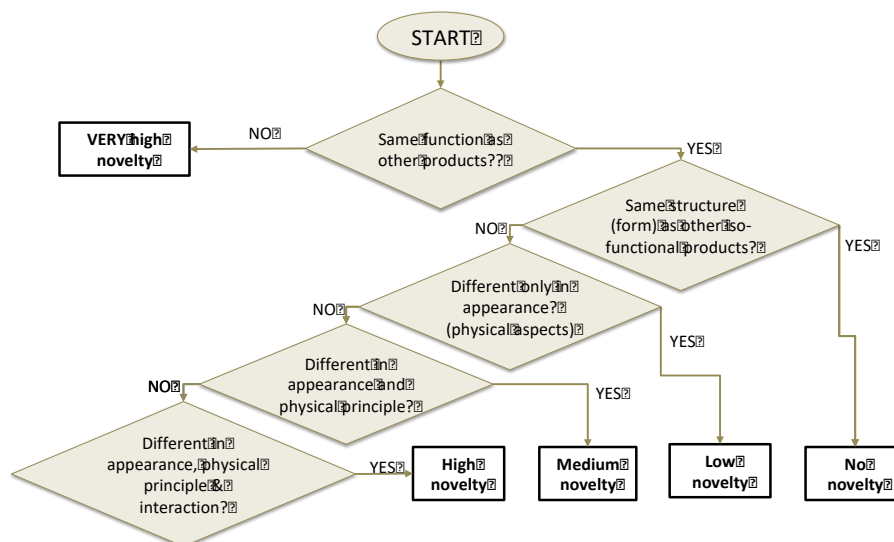 START
Same function as
other products??
NO
VERY high
novelty
YES
Same structure
(form) as other iso-
functional products?
NO
YES
Different only in
appearance?
(physical aspects)
NO
YES
Different in
appearance and
physical principle?
NO
YES
Different in
appearance, physical
principle &
interaction?
YES
High
novelty
Medium
novelty
Low
novelty
No
novelty